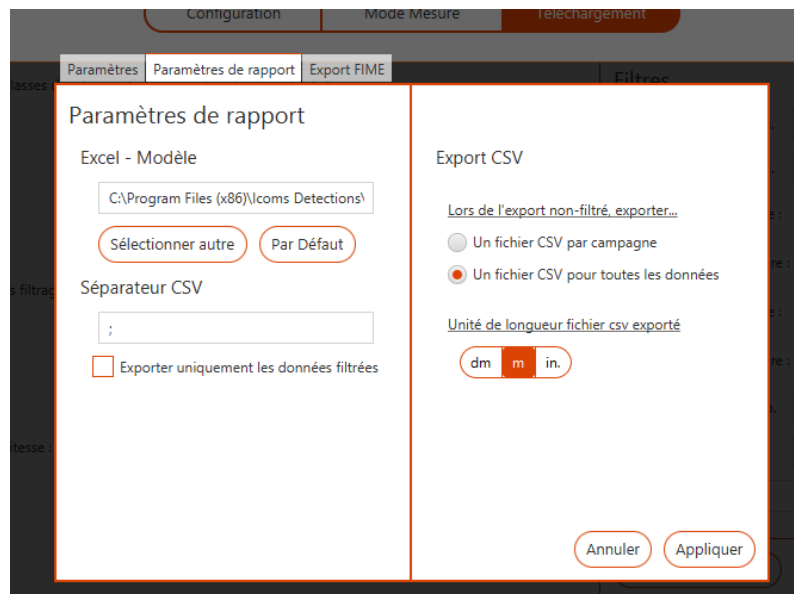 Configuration Mode Mesure Téléchargement
Paramètres Paramètres de rapport Export FIME
Filtres
Paramètres de rapport
Excel - Modèle
C:\Program Files (x86)\Icoms Detections\
Sélectionner autre Par Défaut
Séparateur CSV
;
Exporter uniquement les données filtrées
Export CSV
Lors de l'export non-filtré, exporter...
Un fichier CSV par campagne
Un fichier CSV pour toutes les données
Unité de longueur fichier csv exporté
dm m in.
Annuler Appliquer